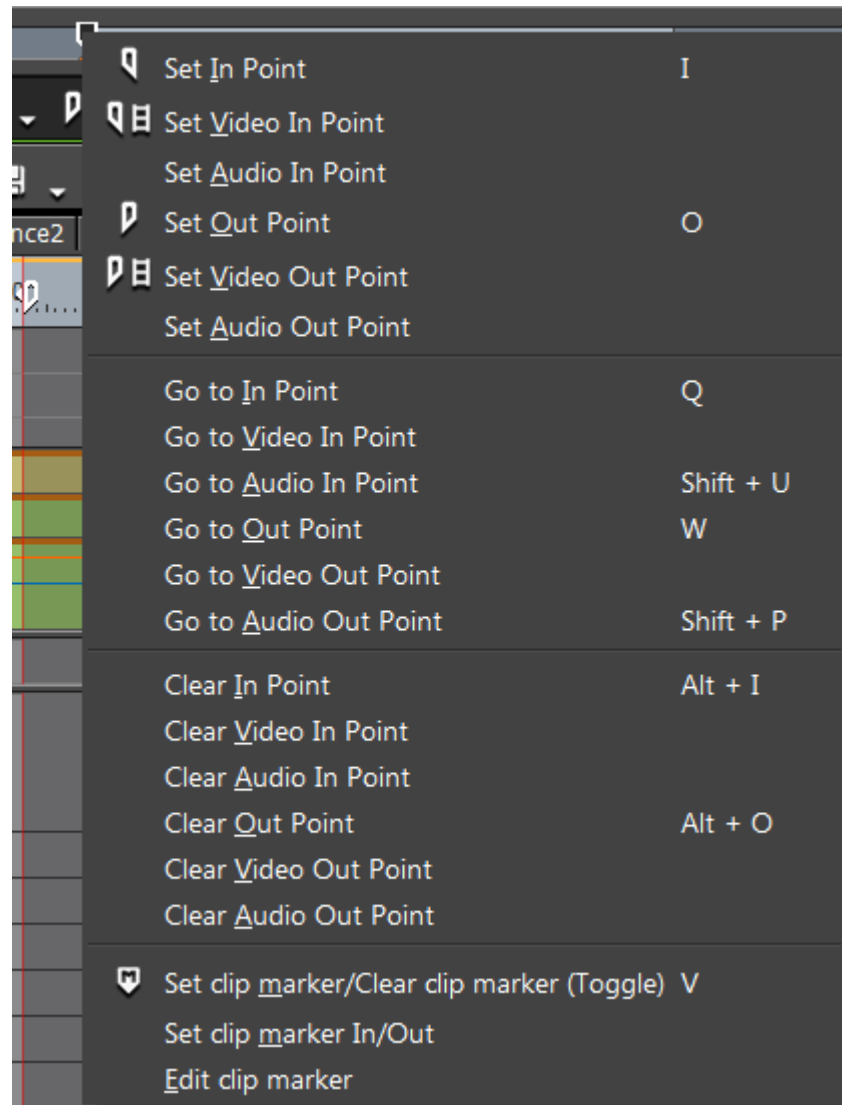 Set In Point I
Set Video In Point
Set Audio In Point
Set Out Point O
nce2
Set Video Out Point
Set Audio Out Point
Go to In Point Q
Go to Video In Point
Go to Audio In Point Shift + U
Go to Out Point W
Go to Video Out Point
Go to Audio Out Point Shift + P
Clear In Point Alt + I
Clear Video In Point
Clear Audio In Point
Clear Out Point Alt + O
Clear Video Out Point
Clear Audio Out Point
Set clip marker/Clear clip marker (Toggle) V
Set clip marker In/Out
Edit clip marker